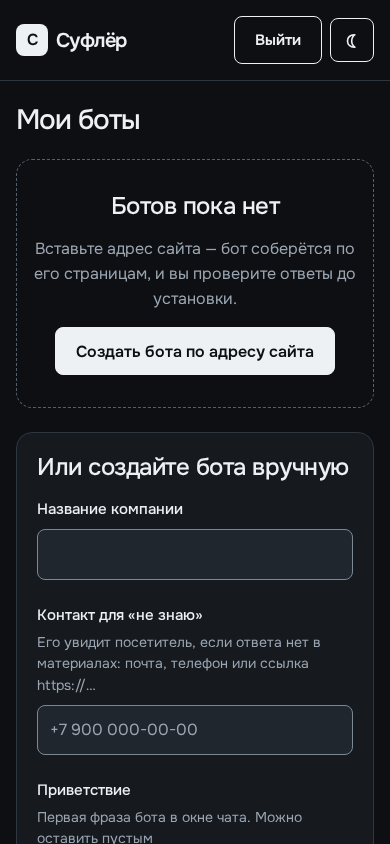 С Суфлёр Выйти
Мои боты
Ботов пока нет
Вставьте адрес сайта — бот соберётся по
его страницам, и вы проверите ответы до
установки.
Создать бота по адресу сайта
Или создайте бота вручную
Название компании
Контакт для «не знаю»
Его увидит посетитель, если ответа нет в
материалах: почта, телефон или ссылка
https://…
+7 900 000-00-00
Приветствие
Первая фраза бота в окне чата. Можно
оставить пустым